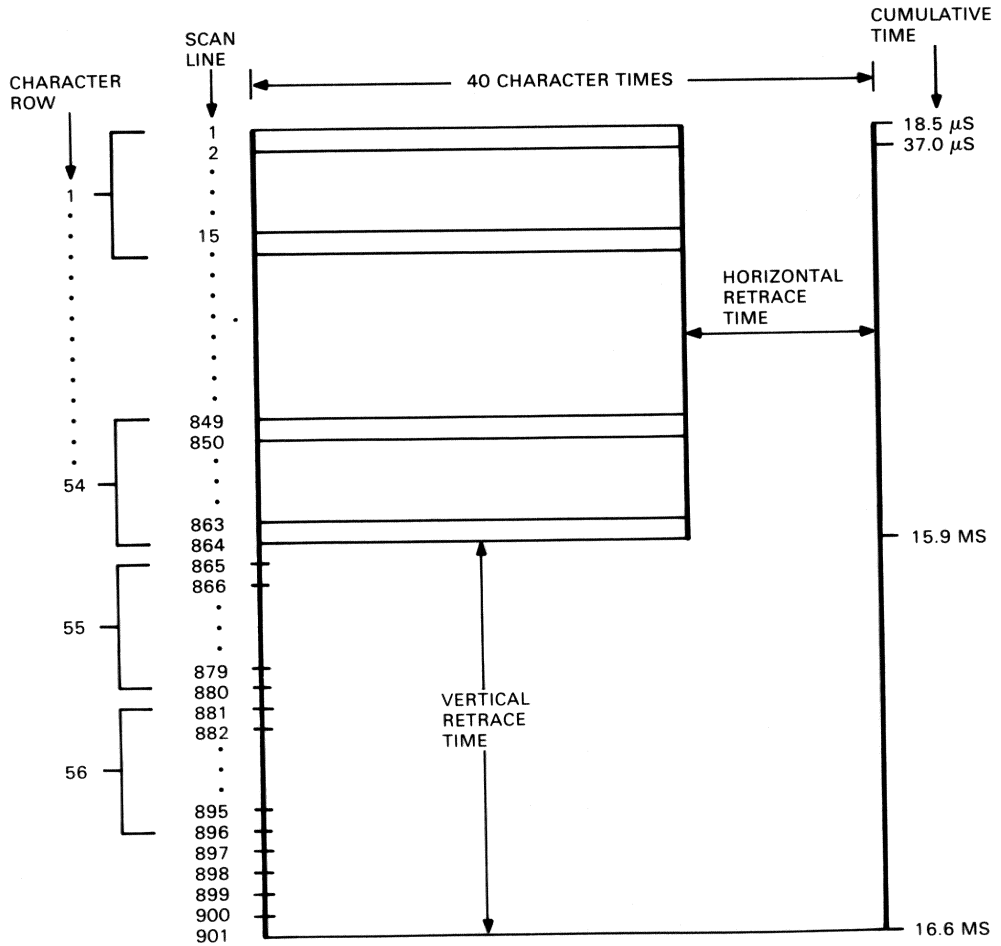 CUMULATIVE
TIME
SCAN
LINE
40 CHARACTER TIMES
CHARACTER
ROW
1
18.5 μS
2
37.0 μS
1
15
HORIZONTAL
RETRACE
TIME
849
850
54
863
864
15.9 MS
865
866
55
879
880
VERTICAL
RETRACE
TIME
881
882
56
895
896
897
898
899
900
901
16.6 MS